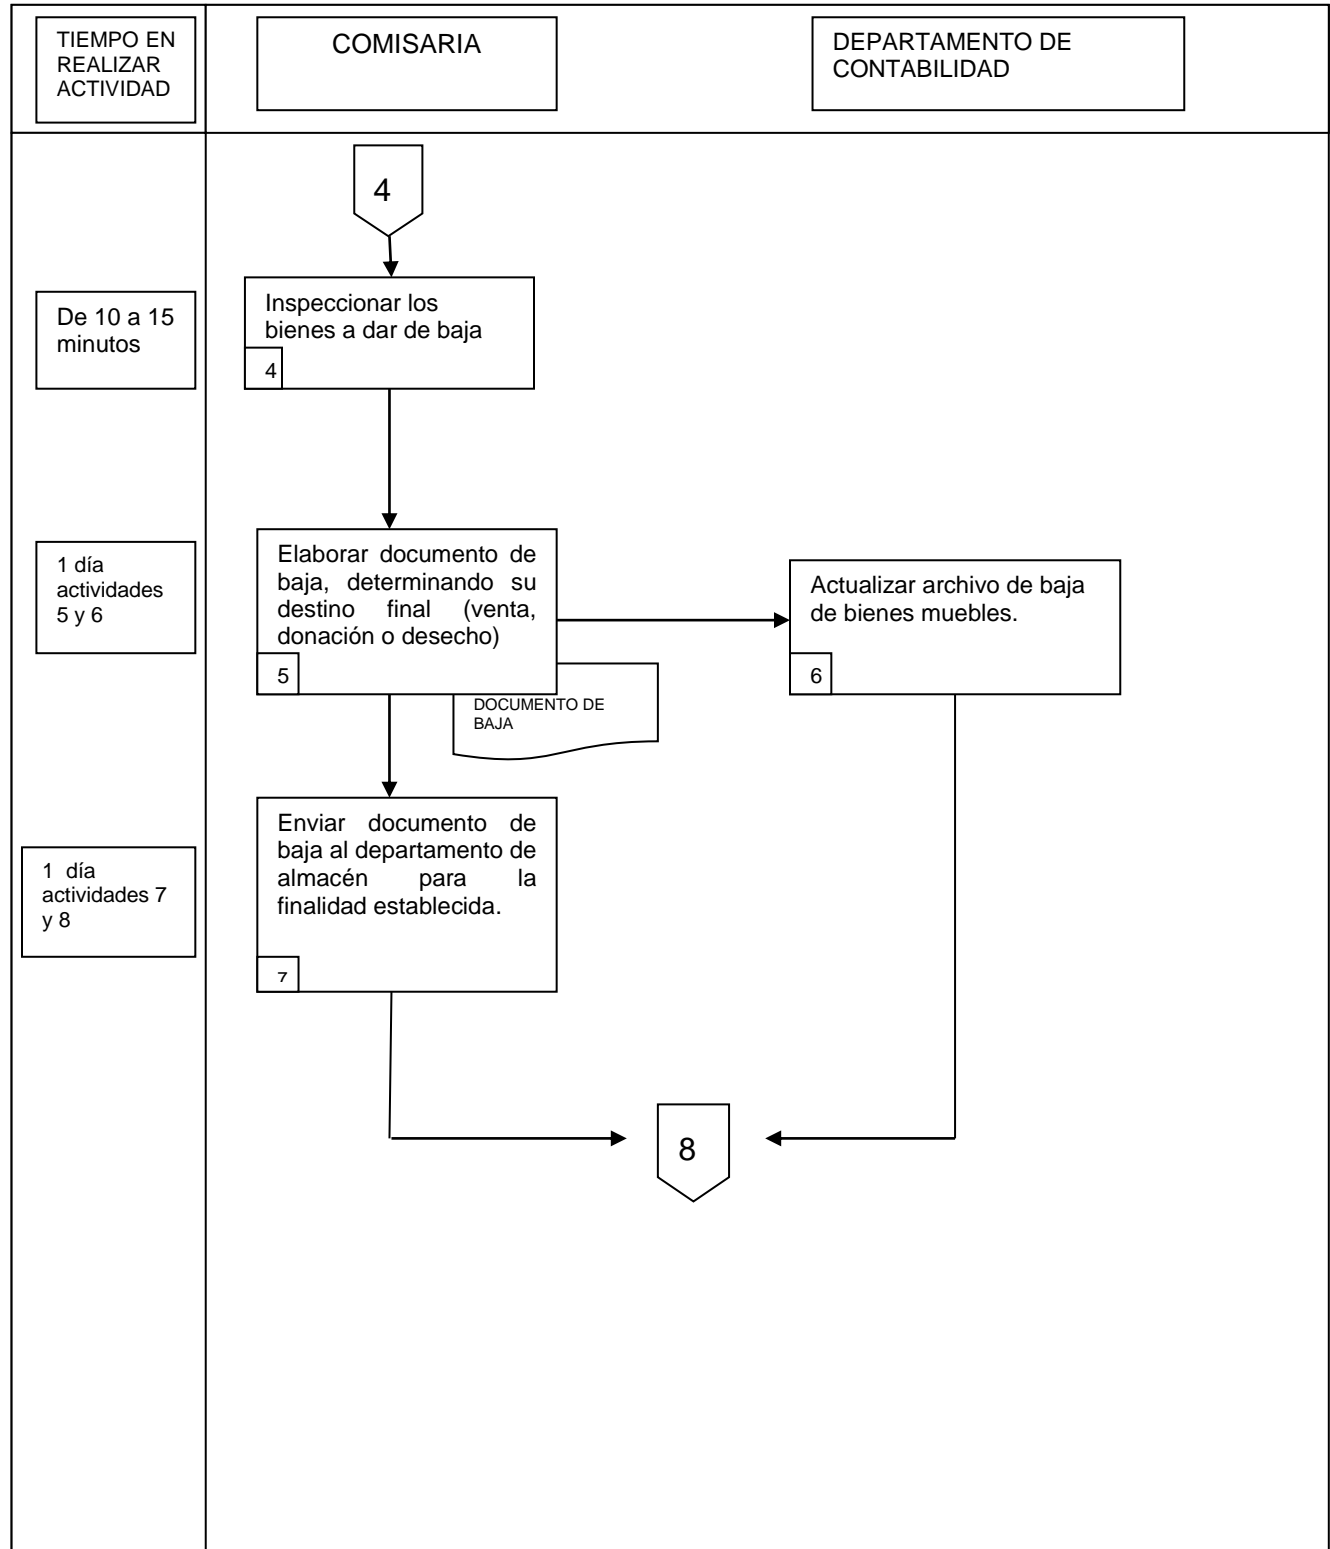 TIEMPO EN
REALIZAR
ACTIVIDAD
COMISARIA
DEPARTAMENTO DE
CONTABILIDAD
4
De 10 a 15
minutos
Inspeccionar los
bienes a dar de baja
4
1 día
actividades
5 y 6
Elaborar documento de
baja, determinando su
destino final (venta,
donación o desecho)
5
Actualizar archivo de baja
de bienes muebles.
6
DOCUMENTO DE
BAJA
1 día
actividades 7
y 8
Enviar documento de
baja al departamento de
almacén para la
finalidad establecida.
7
8